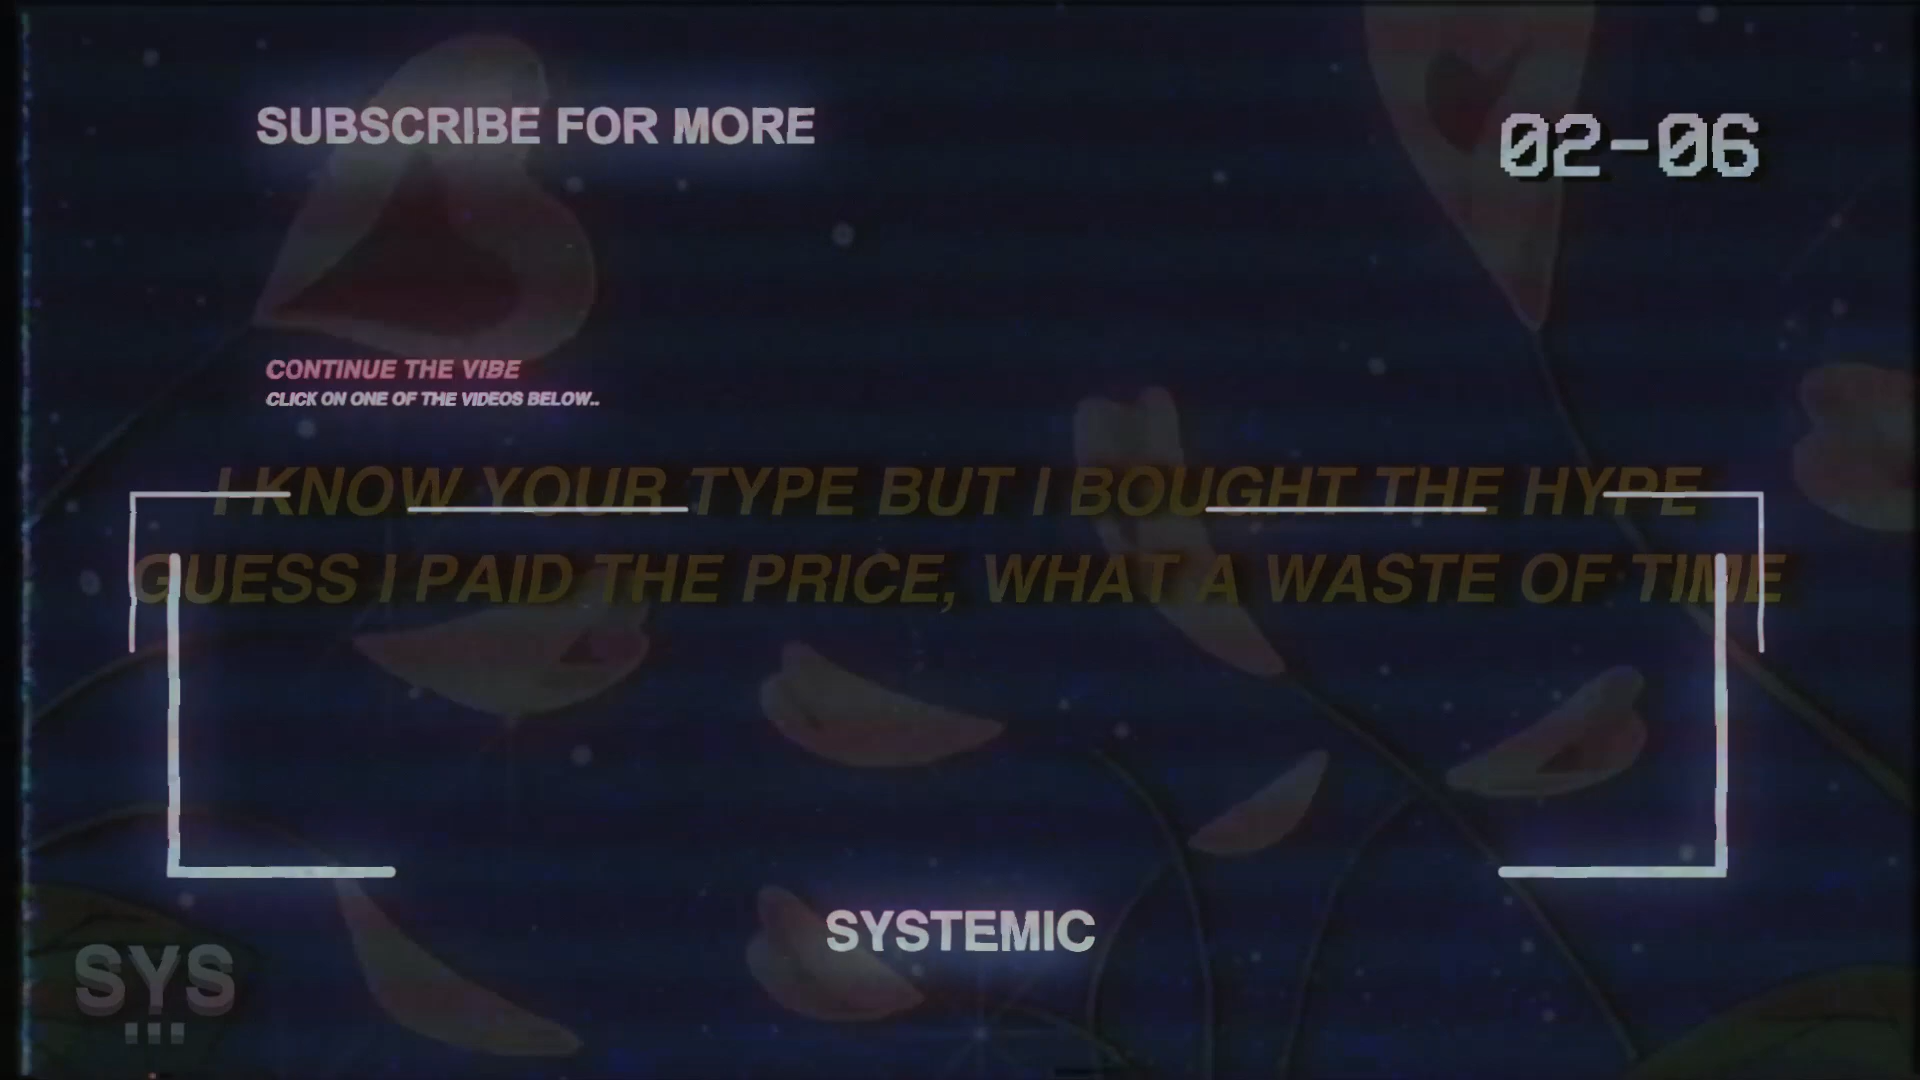 SUBSCRIBE FOR MORE
02-06
CONTINUE THE VIBE
CLICK ON ONE OF THE VIDEOS BELOW..
I KNOW YOUR TYPE BUT I BOUGHT THE HYPE
GUESS I PAID THE PRICE, WHAT A WASTE OF TIME
SYSTEMIC
SYS